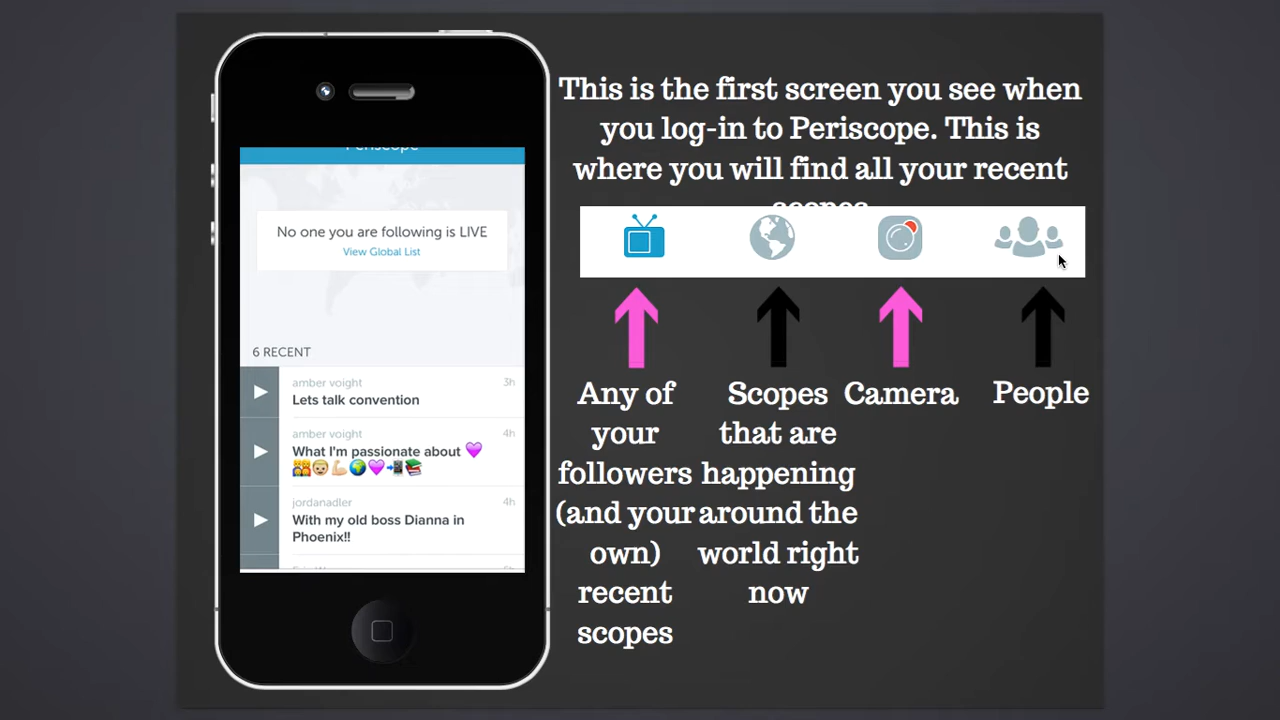 Periscope
No one you are following is LIVE
View Global List
6 RECENT
amber voight 3h
Lets talk convention
amber voight 4h
What I'm passionate about 💜
👨‍👩‍👧‍👦👶💪🌍💜📲📚
jordanadler 4h
With my old boss Dianna in
Phoenix!!
This is the first screen you see when
you log-in to Periscope. This is
where you will find all your recent
scopes
Any of
your
followers
(and your
own)
recent
scopes
Scopes
that are
happening
around the
world right
now
Camera
People